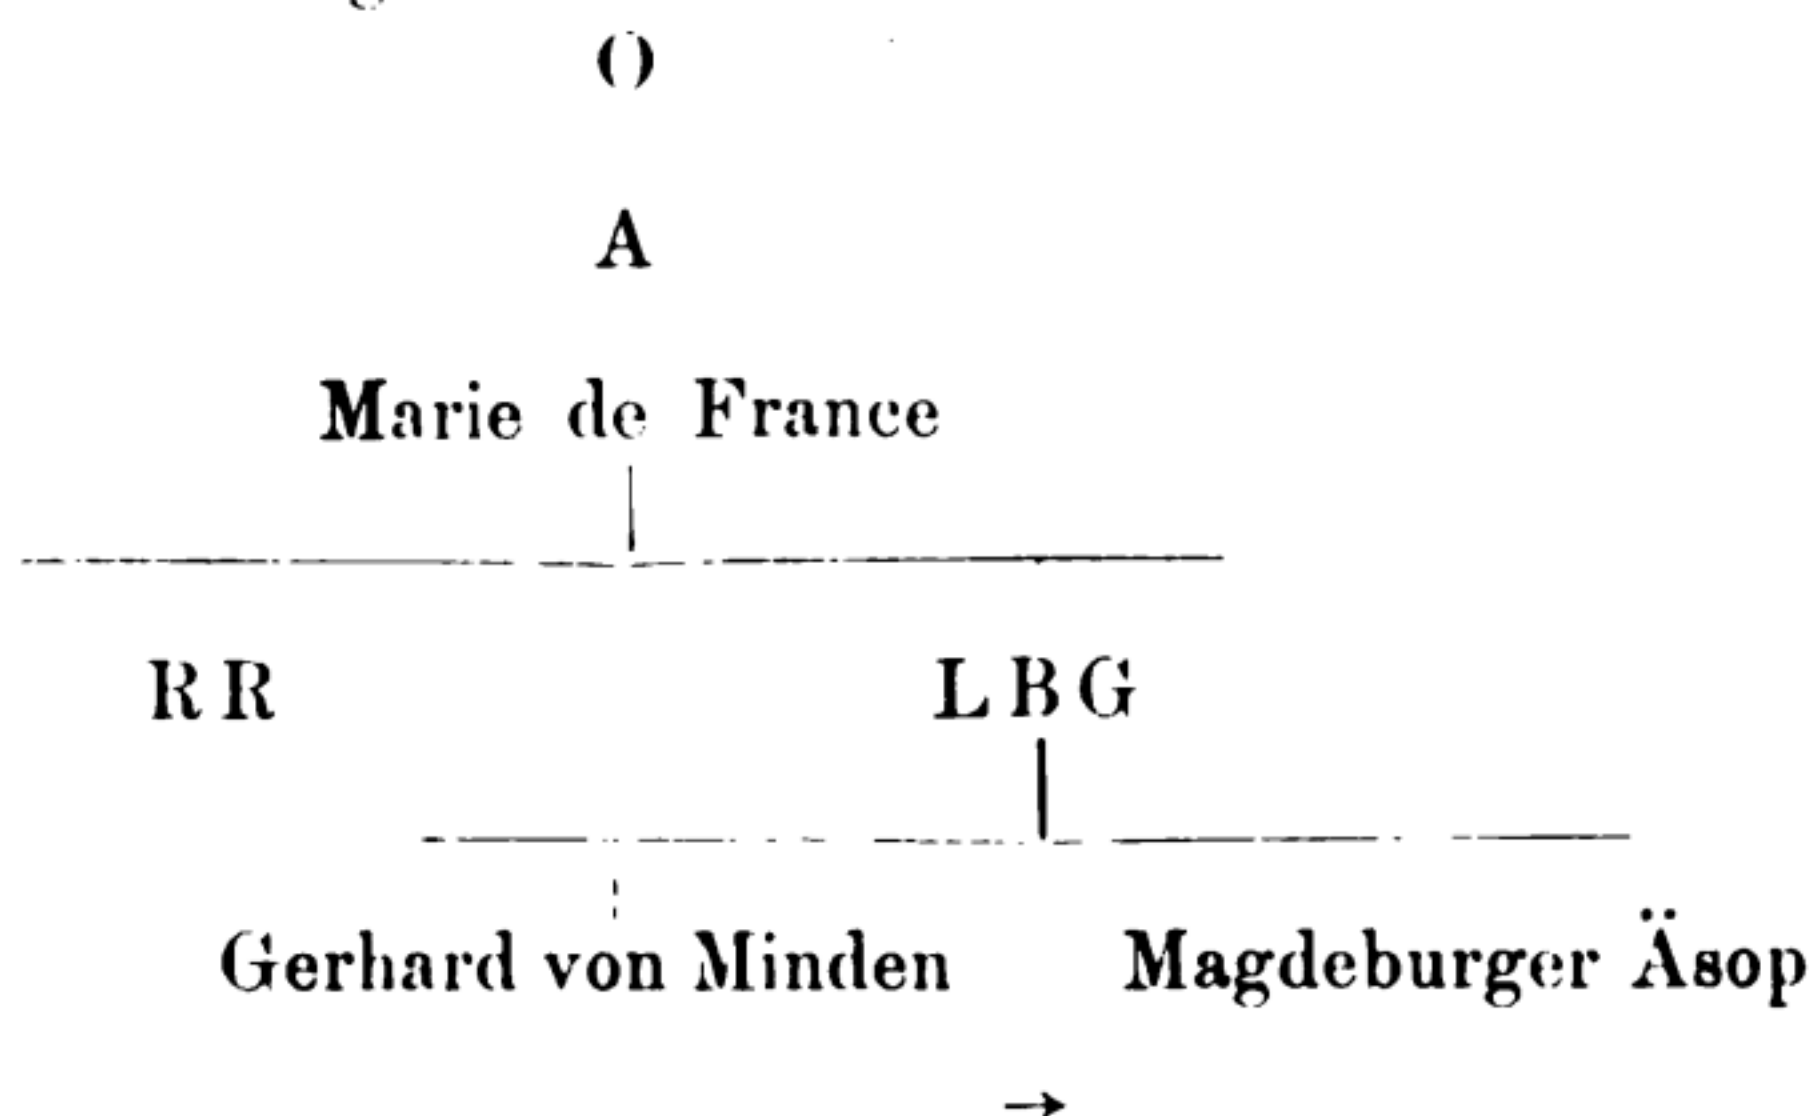 O
A
Marie de France
RR LBG
Gerhard von Minden Magdeburger Äsop
→